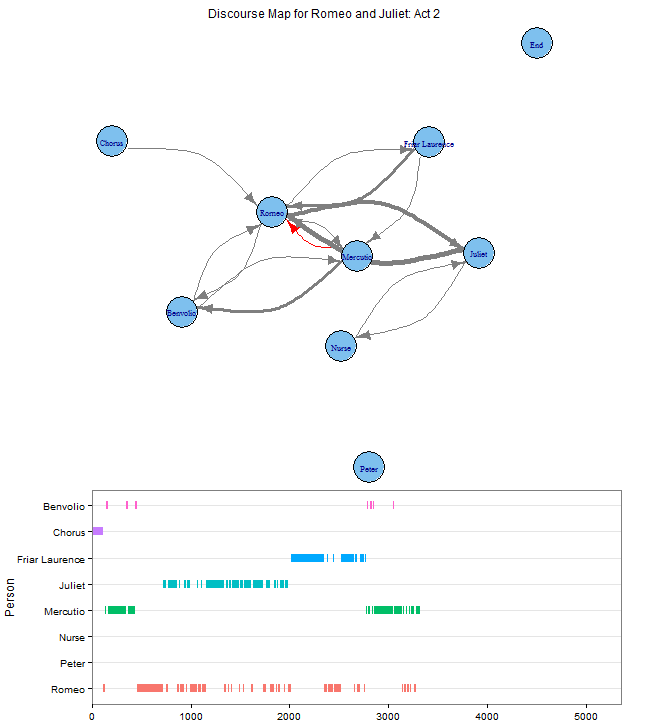 Discourse Map for Romeo and Juliet: Act 2
End
Chorus
Friar Laurence
Romeo
Mercutio
Juliet
Benvolio
Nurse
Peter
Person
Benvolio
Chorus
Friar Laurence
Juliet
Mercutio
Nurse
Peter
Romeo
0 1000 2000 3000 4000 5000